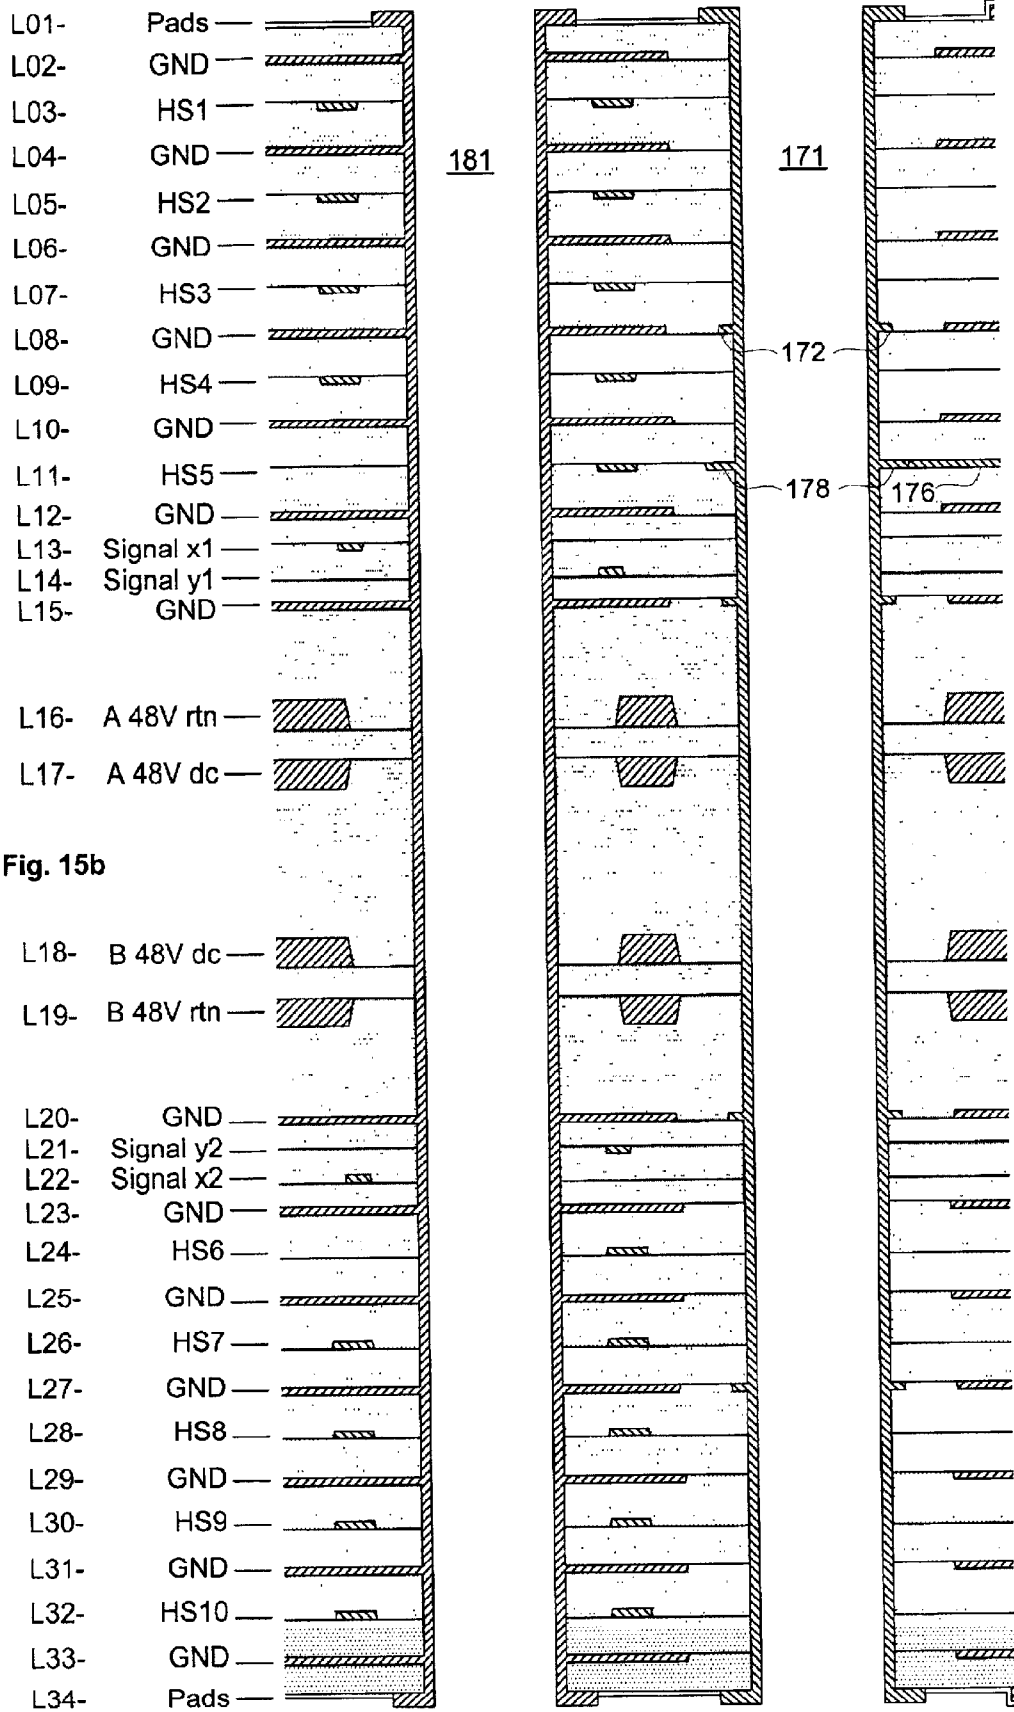 L01- Pads
L02- GND
L03- HS1
L04- GND
181
171
L05- HS2
L06- GND
L07- HS3
L08- GND
172
L09- HS4
L10- GND
L11- HS5
178
176
L12- GND
L13- Signal x1
L14- Signal y1
L15- GND
L16- A 48V rtn
L17- A 48V dc
Fig. 15b
L18- B 48V dc
L19- B 48V rtn
L20- GND
L21- Signal y2
L22- Signal x2
L23- GND
L24- HS6
L25- GND
L26- HS7
L27- GND
L28- HS8
L29- GND
L30- HS9
L31- GND
L32- HS10
L33- GND
L34- Pads